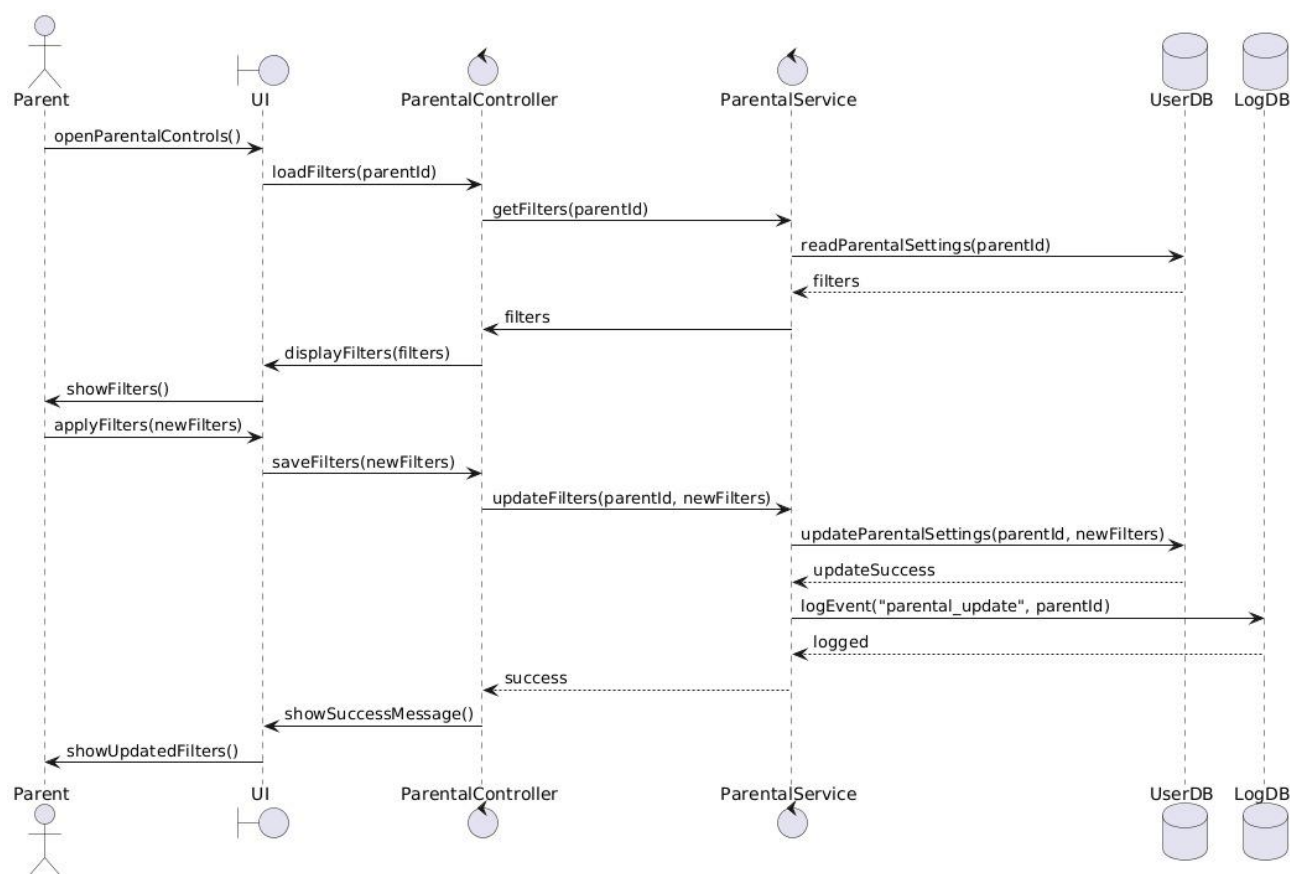 Parent UI ParentalController ParentalService UserDB LogDB
openParentalControls()
loadFilters(parentId)
getFilters(parentId)
readParentalSettings(parentId)
filters
filters
displayFilters(filters)
showFilters()
applyFilters(newFilters)
saveFilters(newFilters)
updateFilters(parentId, newFilters)
updateParentalSettings(parentId, newFilters)
updateSuccess
logEvent("parental_update", parentId)
logged
success
showSuccessMessage()
showUpdatedFilters()
Parent UI ParentalController ParentalService UserDB LogDB